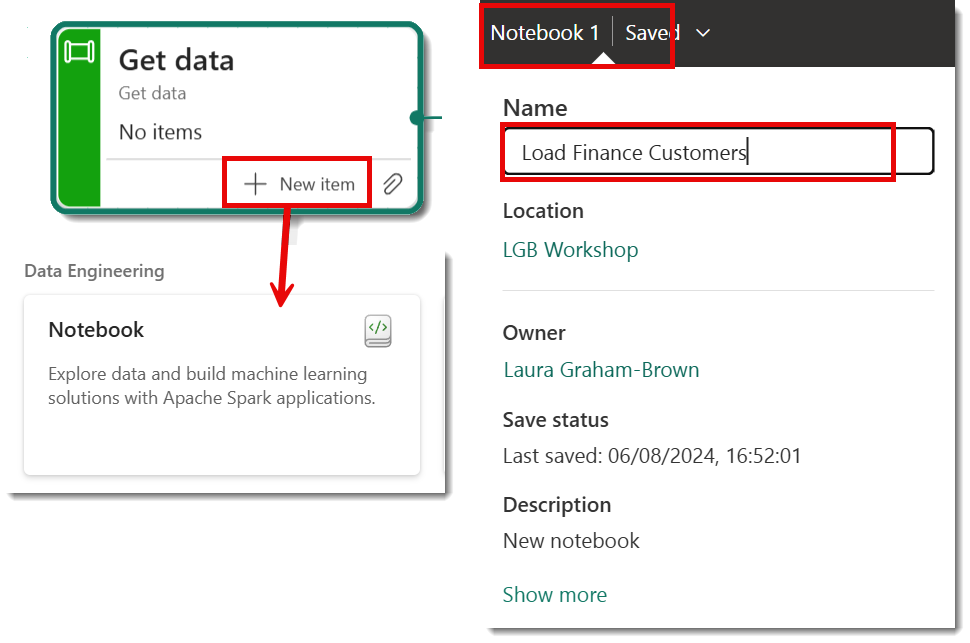 Get data
Get data
No items
New item
Data Engineering
Notebook
</>
Explore data and build machine learning
solutions with Apache Spark applications.
Notebook 1 Saved
Name
Load Finance Customers
Location
LGB Workshop
Owner
Laura Graham-Brown
Save status
Last saved: 06/08/2024, 16:52:01
Description
New notebook
Show more